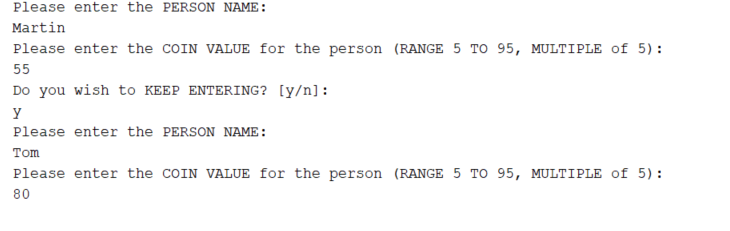 Please enter the PERSON NAME:
Martin
Please enter the COIN VALUE for the person (RANGE 5 TO 95, MULTIPLE of 5):
55
Do you wish to KEEP ENTERING? [y/n]:
y
Please enter the PERSON NAME:
Tom
Please enter the COIN VALUE for the person (RANGE 5 TO 95, MULTIPLE of 5):
80